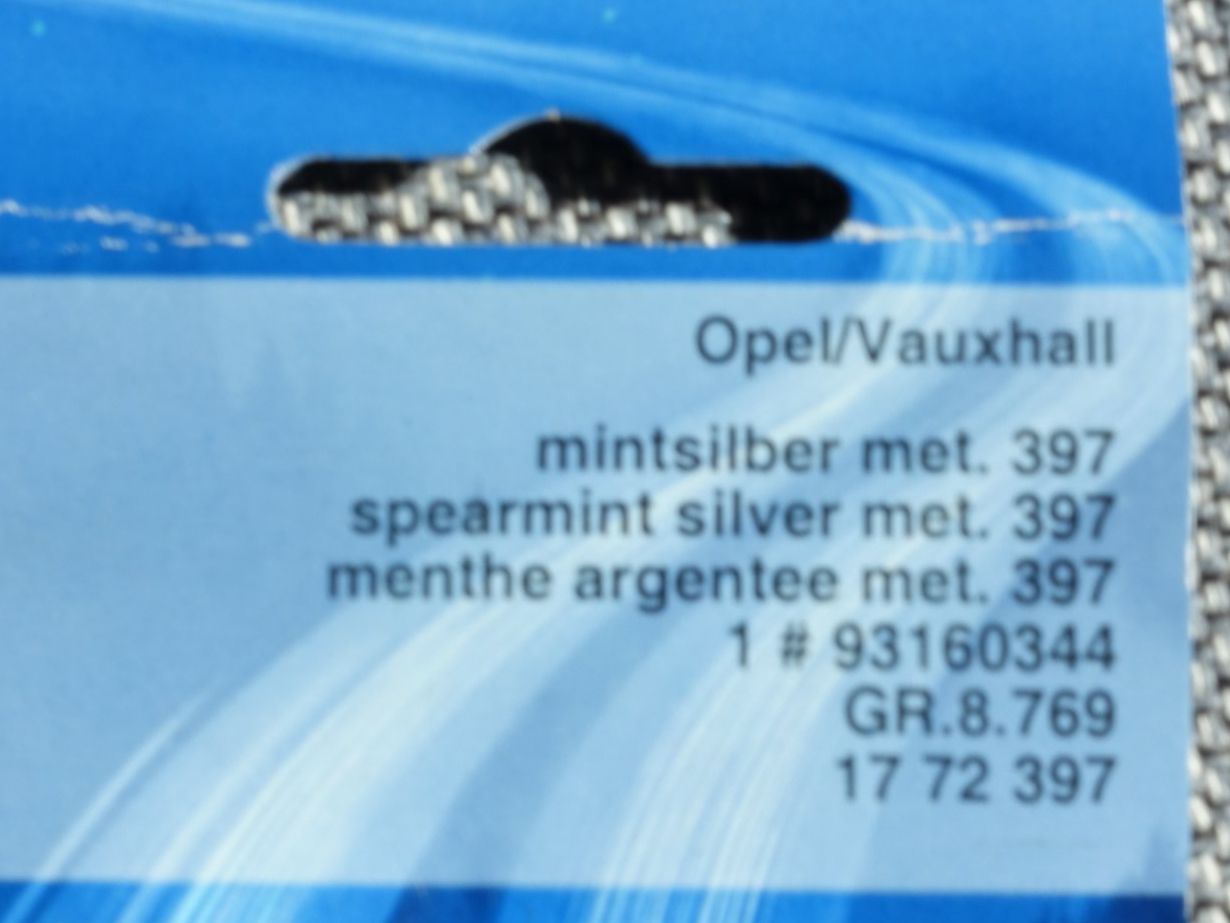 Opel/Vauxhall
mintsilber met. 397
spearmint silver met. 397
menthe argentee met. 397
1 # 93160344
GR.8.769
17 72 397